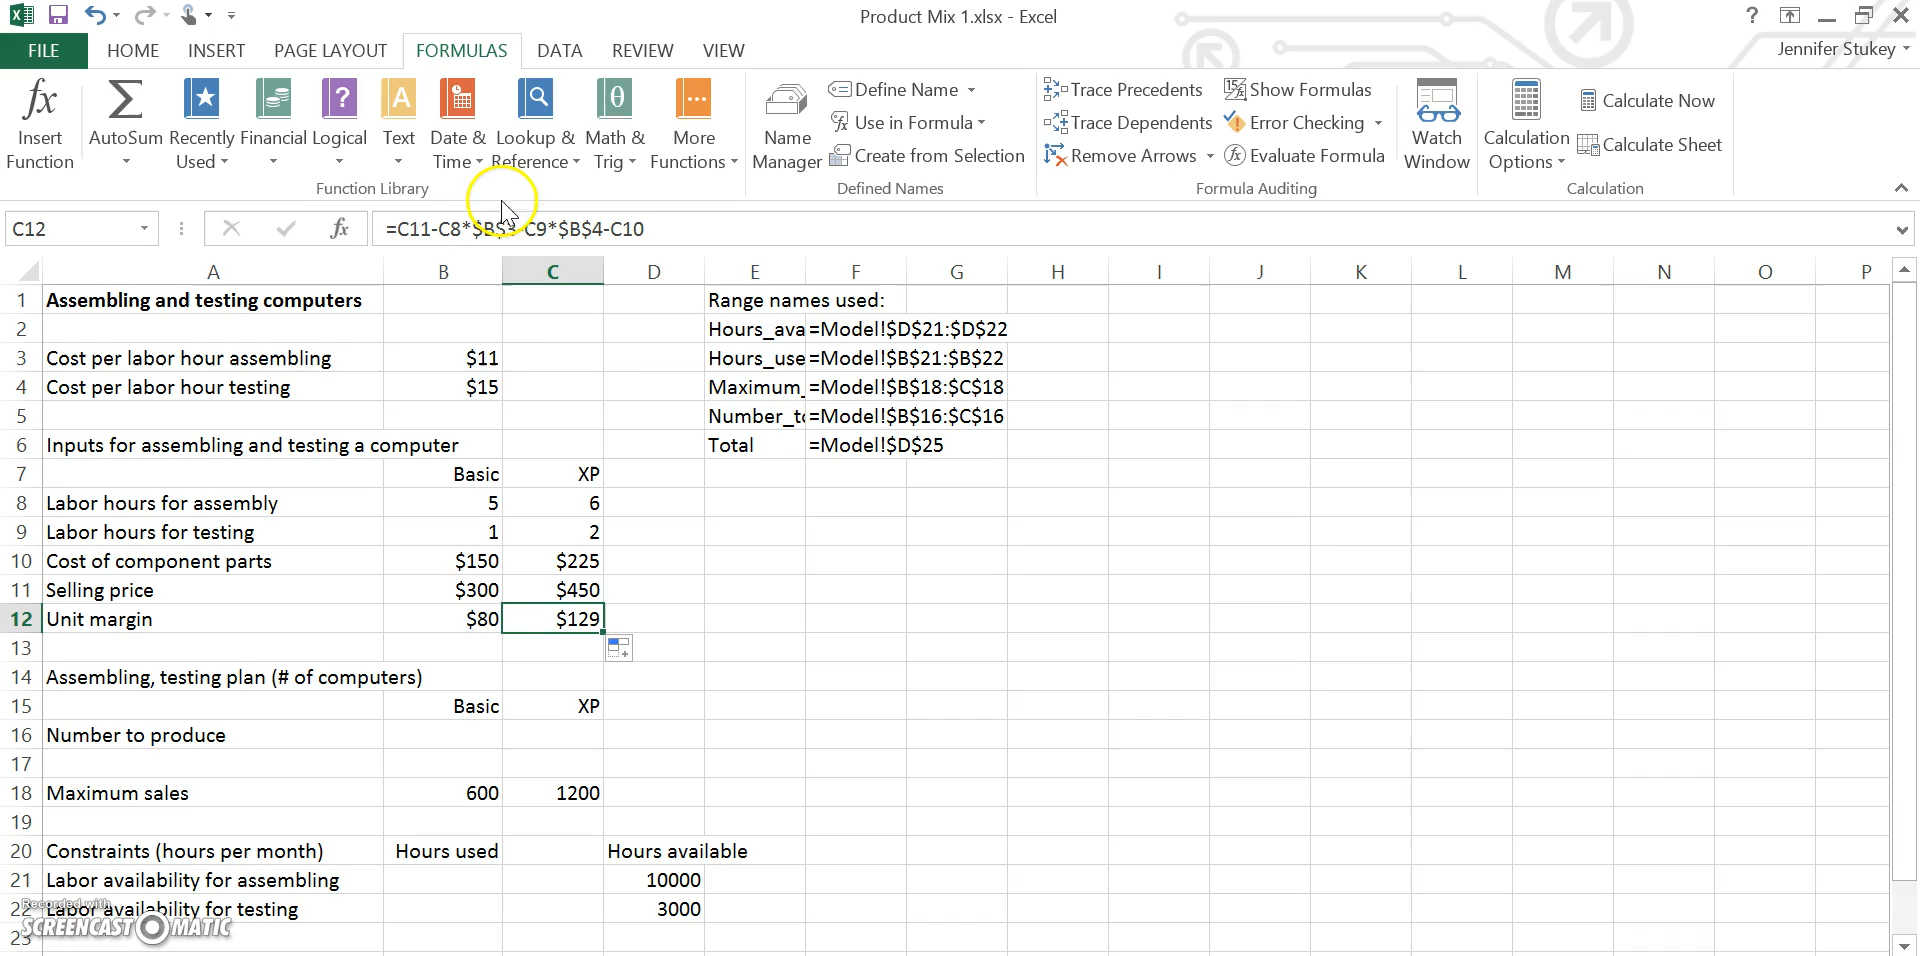 Product Mix 1.xlsx - Excel
?
FILE HOME INSERT PAGE LAYOUT FORMULAS DATA REVIEW VIEW Jennifer Stukey
fx Insert Function
Σ AutoSum
Recently Used
Financial
Logical
A Text
Date & Time
Lookup & Reference
θ Math & Trig
More Functions
Function Library
Name Manager
Define Name
Use in Formula
Create from Selection
Defined Names
Trace Precedents
Trace Dependents
Remove Arrows
Show Formulas
Error Checking
Evaluate Formula
Formula Auditing
Watch Window
Calculation Options
Calculate Now
Calculate Sheet
Calculation
C12 fx =C11-C8*$B$3-C9*$B$4-C10
A B C D E F G H I J K L M N O P
1 Assembling and testing computers Range names used:
2 Hours_ava =Model!$D$21:$D$22
3 Cost per labor hour assembling $11 Hours_use =Model!$B$21:$B$22
4 Cost per labor hour testing $15 Maximum_ =Model!$B$18:$C$18
5 Number_to =Model!$B$16:$C$16
6 Inputs for assembling and testing a computer Total =Model!$D$25
7 Basic XP
8 Labor hours for assembly 5 6
9 Labor hours for testing 1 2
10 Cost of component parts $150 $225
11 Selling price $300 $450
12 Unit margin $80 $129
13
14 Assembling, testing plan (# of computers)
15 Basic XP
16 Number to produce
17
18 Maximum sales 600 1200
19
20 Constraints (hours per month) Hours used Hours available
21 Labor availability for assembling 10000
22 Labor availability for testing 3000
23
Recorded with
SCREENCAST-O-MATIC